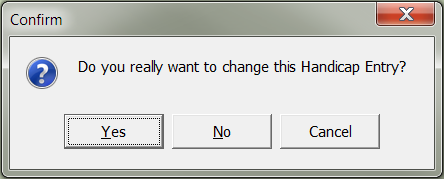 Confirm
Do you really want to change this Handicap Entry?
Yes
No
Cancel